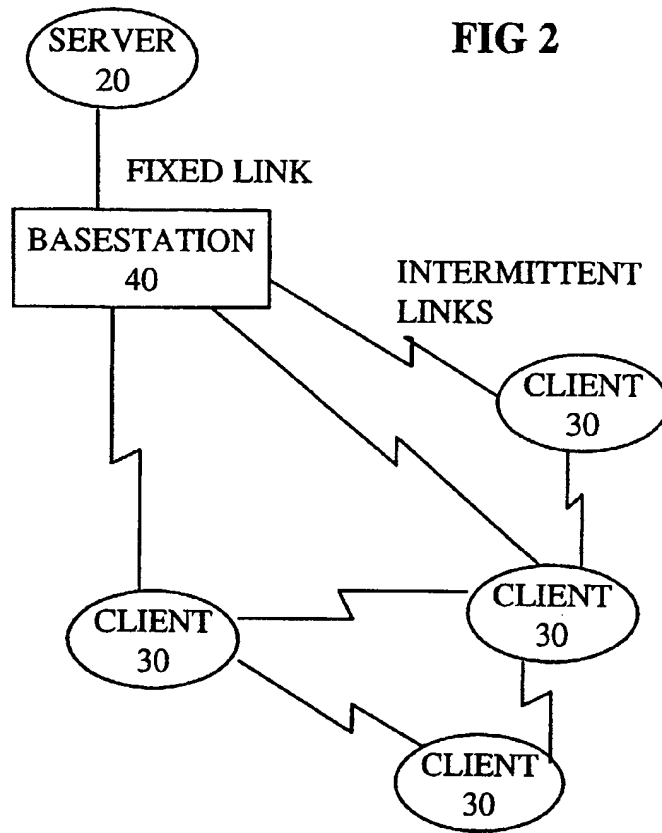 FIG 2
SERVER
20
FIXED LINK
BASESTATION
40
INTERMITTENT
LINKS
CLIENT
30
CLIENT
30
CLIENT
30
CLIENT
30